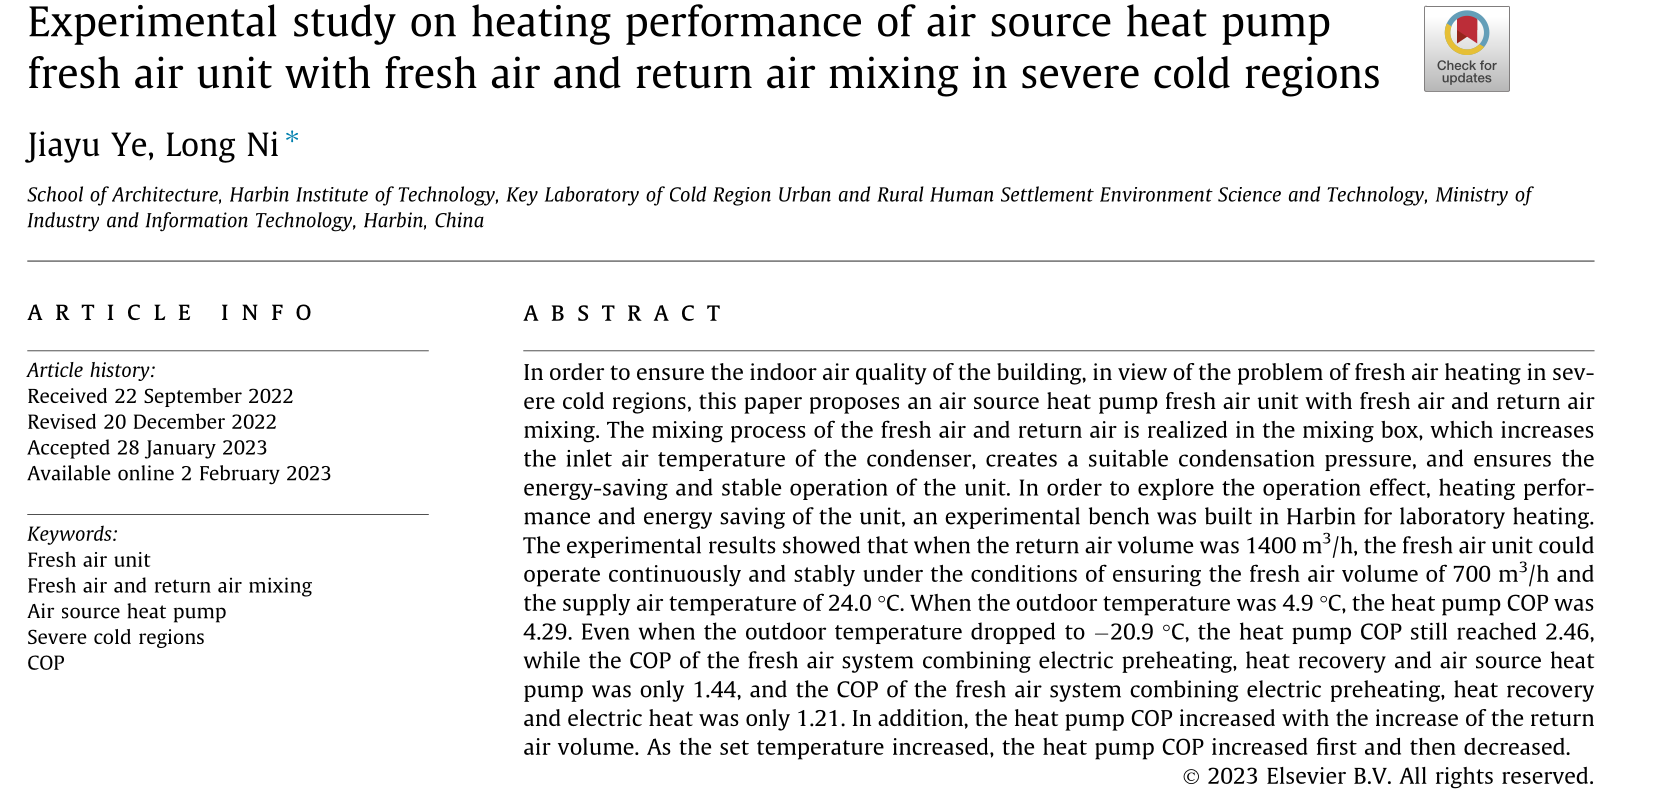 Experimental study on heating performance of air source heat pump
fresh air unit with fresh air and return air mixing in severe cold regions
Check for
updates
Jiayu Ye, Long Ni *
School of Architecture, Harbin Institute of Technology, Key Laboratory of Cold Region Urban and Rural Human Settlement Environment Science and Technology, Ministry of
Industry and Information Technology, Harbin, China
ARTICLE INFO
Article history:
Received 22 September 2022
Revised 20 December 2022
Accepted 28 January 2023
Available online 2 February 2023
Keywords:
Fresh air unit
Fresh air and return air mixing
Air source heat pump
Severe cold regions
COP
ABSTRACT
In order to ensure the indoor air quality of the building, in view of the problem of fresh air heating in sev-
ere cold regions, this paper proposes an air source heat pump fresh air unit with fresh air and return air
mixing. The mixing process of the fresh air and return air is realized in the mixing box, which increases
the inlet air temperature of the condenser, creates a suitable condensation pressure, and ensures the
energy-saving and stable operation of the unit. In order to explore the operation effect, heating perfor-
mance and energy saving of the unit, an experimental bench was built in Harbin for laboratory heating.
The experimental results showed that when the return air volume was 1400 m³/h, the fresh air unit could
operate continuously and stably under the conditions of ensuring the fresh air volume of 700 m³/h and
the supply air temperature of 24.0 °C. When the outdoor temperature was 4.9 °C, the heat pump COP was
4.29. Even when the outdoor temperature dropped to −20.9 °C, the heat pump COP still reached 2.46,
while the COP of the fresh air system combining electric preheating, heat recovery and air source heat
pump was only 1.44, and the COP of the fresh air system combining electric preheating, heat recovery
and electric heat was only 1.21. In addition, the heat pump COP increased with the increase of the return
air volume. As the set temperature increased, the heat pump COP increased first and then decreased.
© 2023 Elsevier B.V. All rights reserved.